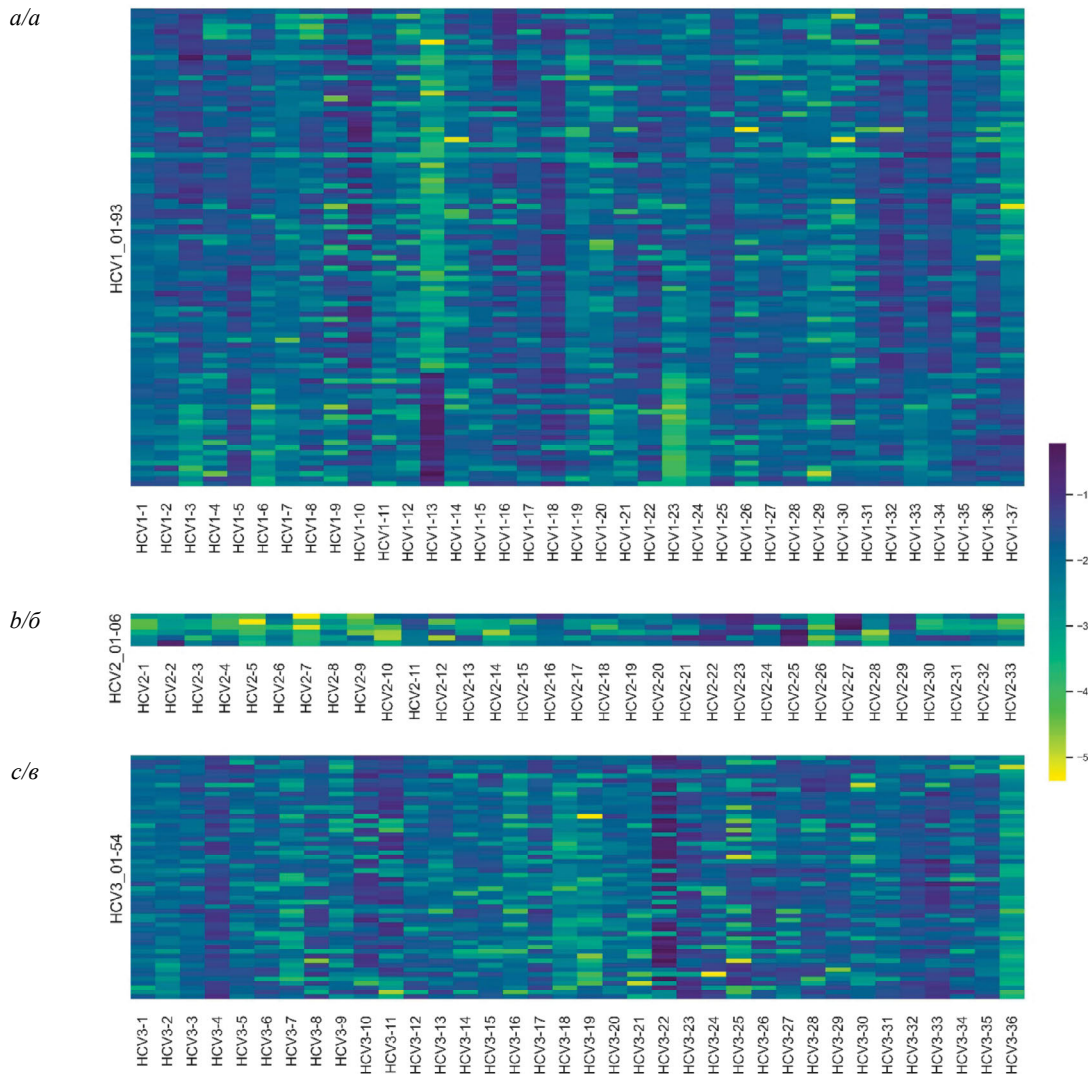 a/а
HCV1_01-93
HCV1-1 HCV1-2 HCV1-3 HCV1-4 HCV1-5 HCV1-6 HCV1-7 HCV1-8 HCV1-9 HCV1-10 HCV1-11 HCV1-12 HCV1-13 HCV1-14 HCV1-15 HCV1-16 HCV1-17 HCV1-18 HCV1-19 HCV1-20 HCV1-21 HCV1-22 HCV1-23 HCV1-24 HCV1-25 HCV1-26 HCV1-27 HCV1-28 HCV1-29 HCV1-30 HCV1-31 HCV1-32 HCV1-33 HCV1-34 HCV1-35 HCV1-36 HCV1-37
−1
−2
−3
−4
−5
b/б
HCV2_01-06
HCV2-1 HCV2-2 HCV2-3 HCV2-4 HCV2-5 HCV2-6 HCV2-7 HCV2-8 HCV2-9 HCV2-10 HCV2-11 HCV2-12 HCV2-13 HCV2-14 HCV2-15 HCV2-16 HCV2-17 HCV2-18 HCV2-19 HCV2-20 HCV2-21 HCV2-22 HCV2-23 HCV2-24 HCV2-25 HCV2-26 HCV2-27 HCV2-28 HCV2-29 HCV2-30 HCV2-31 HCV2-32 HCV2-33
c/в
HCV3_01-54
HCV3-1 HCV3-2 HCV3-3 HCV3-4 HCV3-5 HCV3-6 HCV3-7 HCV3-8 HCV3-9 HCV3-10 HCV3-11 HCV3-12 HCV3-13 HCV3-14 HCV3-15 HCV3-16 HCV3-17 HCV3-18 HCV3-19 HCV3-20 HCV3-21 HCV3-22 HCV3-23 HCV3-24 HCV3-25 HCV3-26 HCV3-27 HCV3-28 HCV3-29 HCV3-30 HCV3-31 HCV3-32 HCV3-33 HCV3-34 HCV3-35 HCV3-36